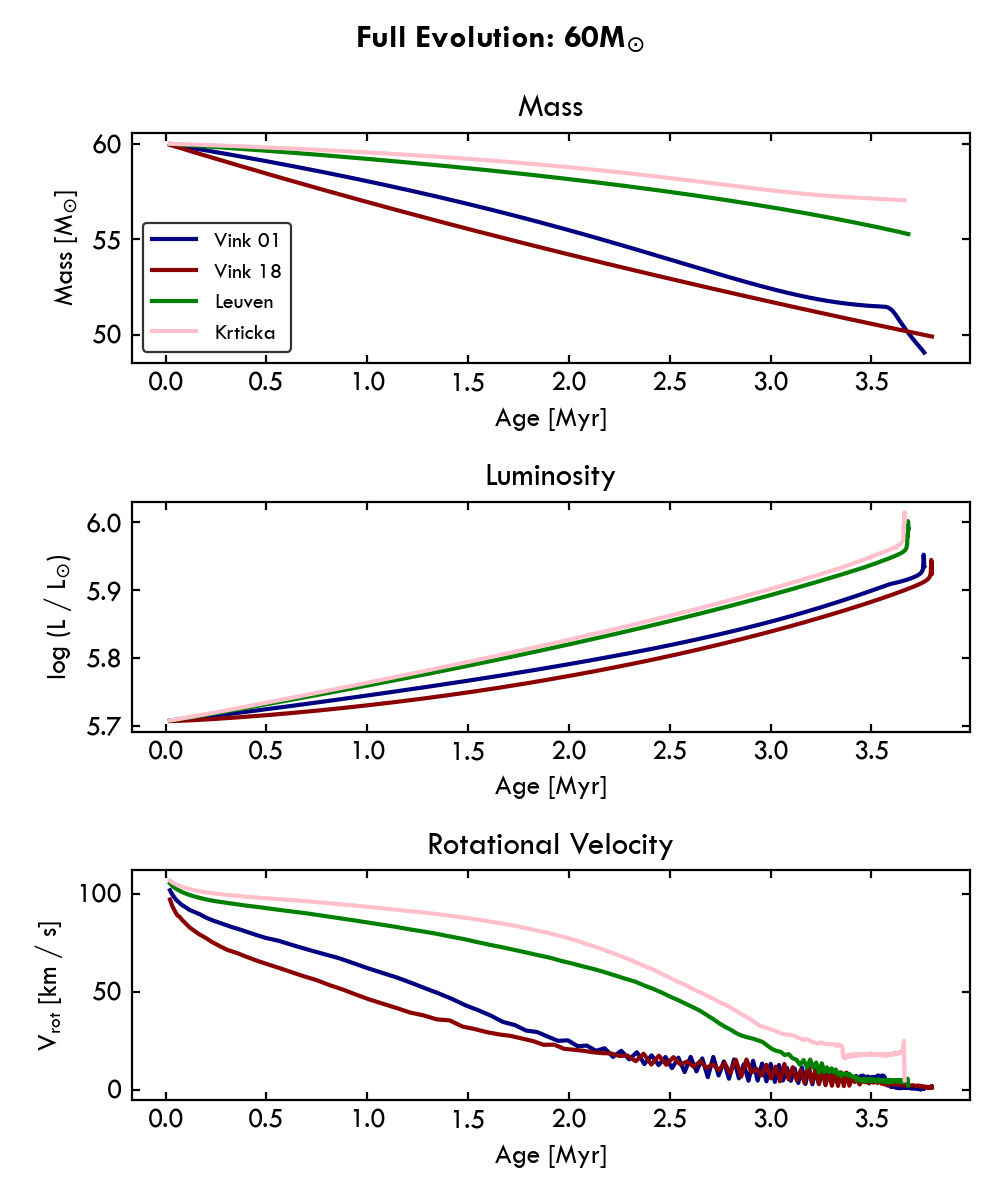 Full Evolution: 60M⊙
Mass
Mass [M⊙]
60
55
50
Vink 01
Vink 18
Leuven
Krticka
0.0 0.5 1.0 1.5 2.0 2.5 3.0 3.5
Age [Myr]
Luminosity
log (L / L⊙)
6.0
5.9
5.8
5.7
0.0 0.5 1.0 1.5 2.0 2.5 3.0 3.5
Age [Myr]
Rotational Velocity
Vrot [km / s]
100
50
0
0.0 0.5 1.0 1.5 2.0 2.5 3.0 3.5
Age [Myr]